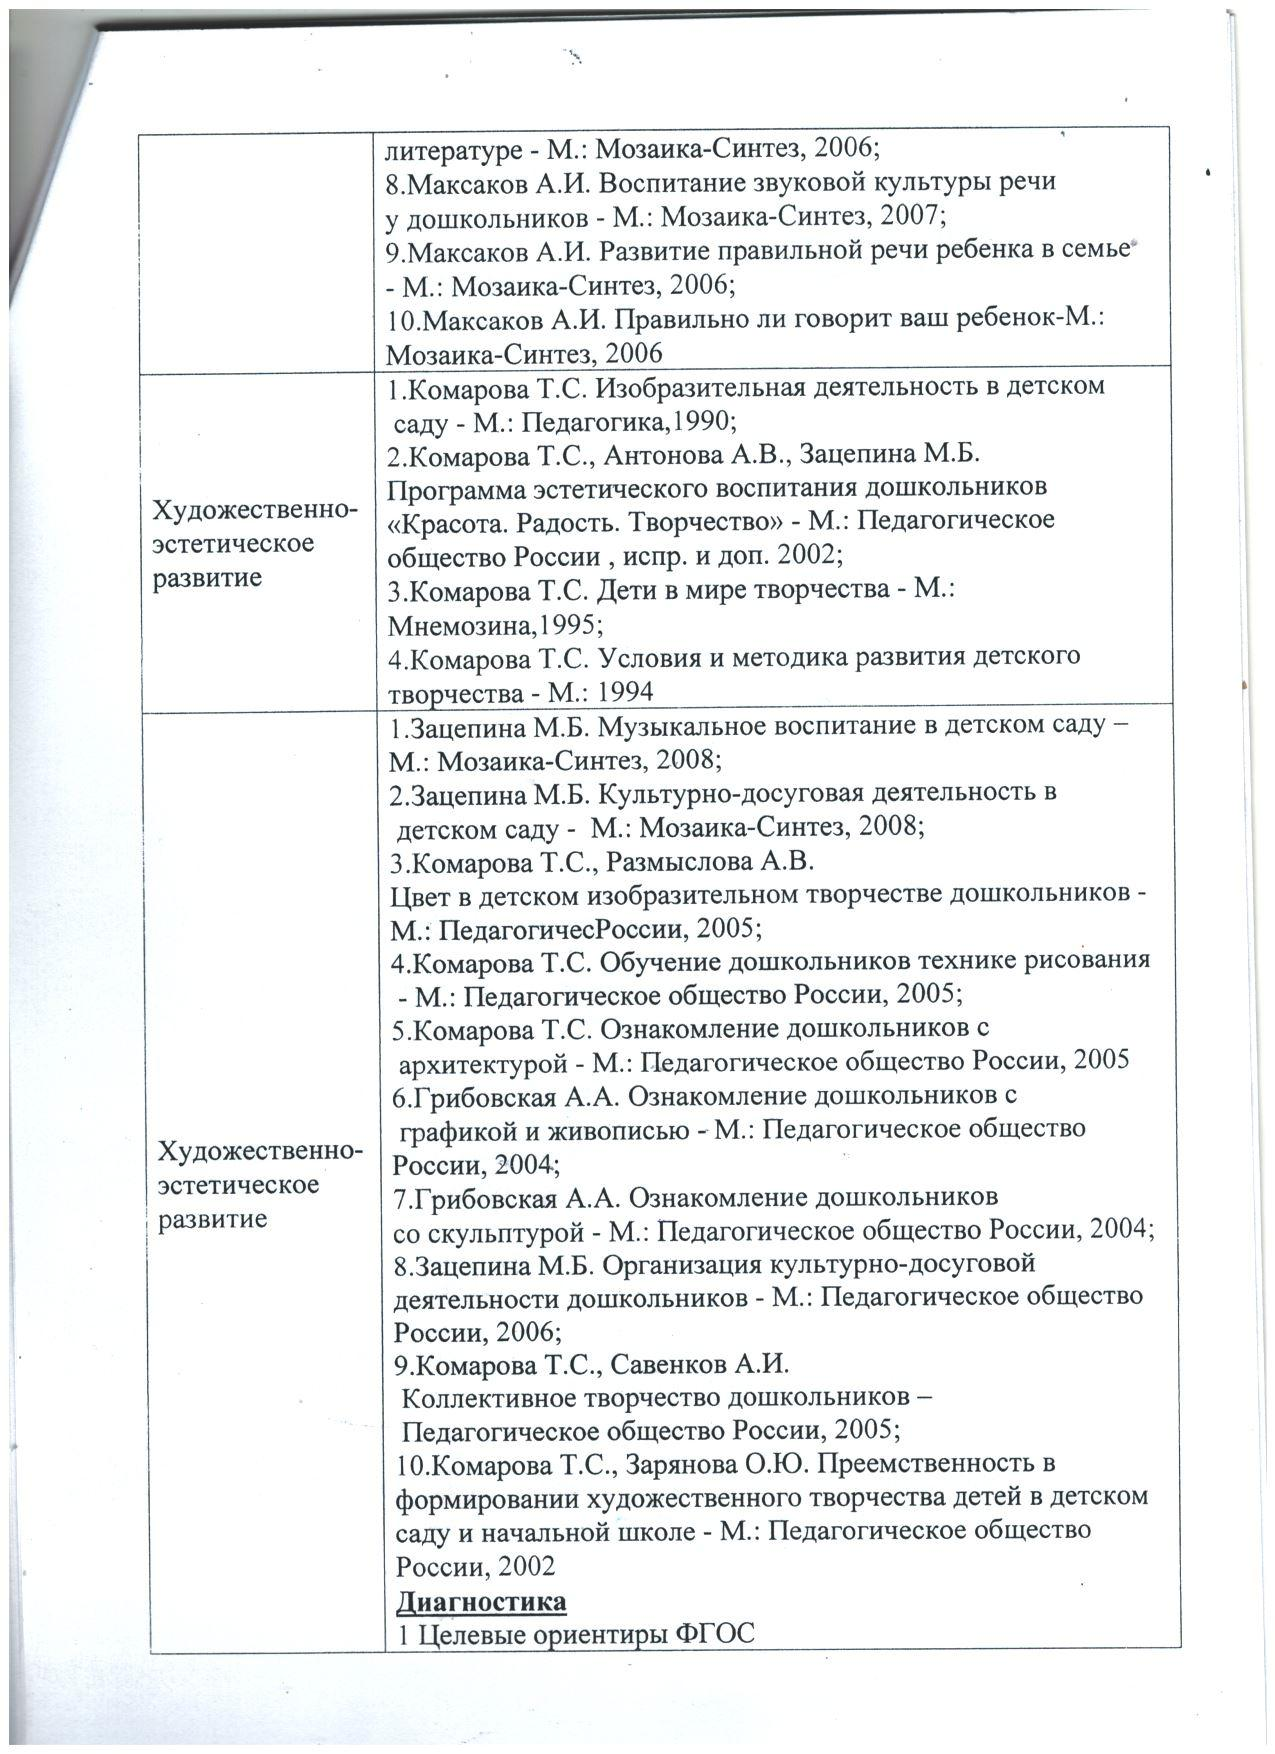 литературе - М.: Мозаика-Синтез, 2006;
8.Максаков А.И. Воспитание звуковой культуры речи
у дошкольников - М.: Мозаика-Синтез, 2007;
9.Максаков А.И. Развитие правильной речи ребенка в семье
- М.: Мозаика-Синтез, 2006;
10.Максаков А.И. Правильно ли говорит ваш ребенок-М.:
Мозаика-Синтез, 2006
Художественно-
эстетическое
развитие
1.Комарова Т.С. Изобразительная деятельность в детском
саду - М.: Педагогика,1990;
2.Комарова Т.С., Антонова А.В., Зацепина М.Б.
Программа эстетического воспитания дошкольников
«Красота. Радость. Творчество» - М.: Педагогическое
общество России , испр. и доп. 2002;
3.Комарова Т.С. Дети в мире творчества - М.:
Мнемозина,1995;
4.Комарова Т.С. Условия и методика развития детского
творчества - М.: 1994
Художественно-
эстетическое
развитие
1.Зацепина М.Б. Музыкальное воспитание в детском саду –
М.: Мозаика-Синтез, 2008;
2.Зацепина М.Б. Культурно-досуговая деятельность в
детском саду - М.: Мозаика-Синтез, 2008;
3.Комарова Т.С., Размыслова А.В.
Цвет в детском изобразительном творчестве дошкольников -
М.: ПедагогичесРоссии, 2005;
4.Комарова Т.С. Обучение дошкольников технике рисования
- М.: Педагогическое общество России, 2005;
5.Комарова Т.С. Ознакомление дошкольников с
архитектурой - М.: Педагогическое общество России, 2005
6.Грибовская А.А. Ознакомление дошкольников с
графикой и живописью - М.: Педагогическое общество
России, 2004;
7.Грибовская А.А. Ознакомление дошкольников
со скульптурой - М.: Педагогическое общество России, 2004;
8.Зацепина М.Б. Организация культурно-досуговой
деятельности дошкольников - М.: Педагогическое общество
России, 2006;
9.Комарова Т.С., Савенков А.И.
Коллективное творчество дошкольников –
Педагогическое общество России, 2005;
10.Комарова Т.С., Зарянова О.Ю. Преемственность в
формировании художественного творчества детей в детском
саду и начальной школе - М.: Педагогическое общество
России, 2002
Диагностика
1 Целевые ориентиры ФГОС